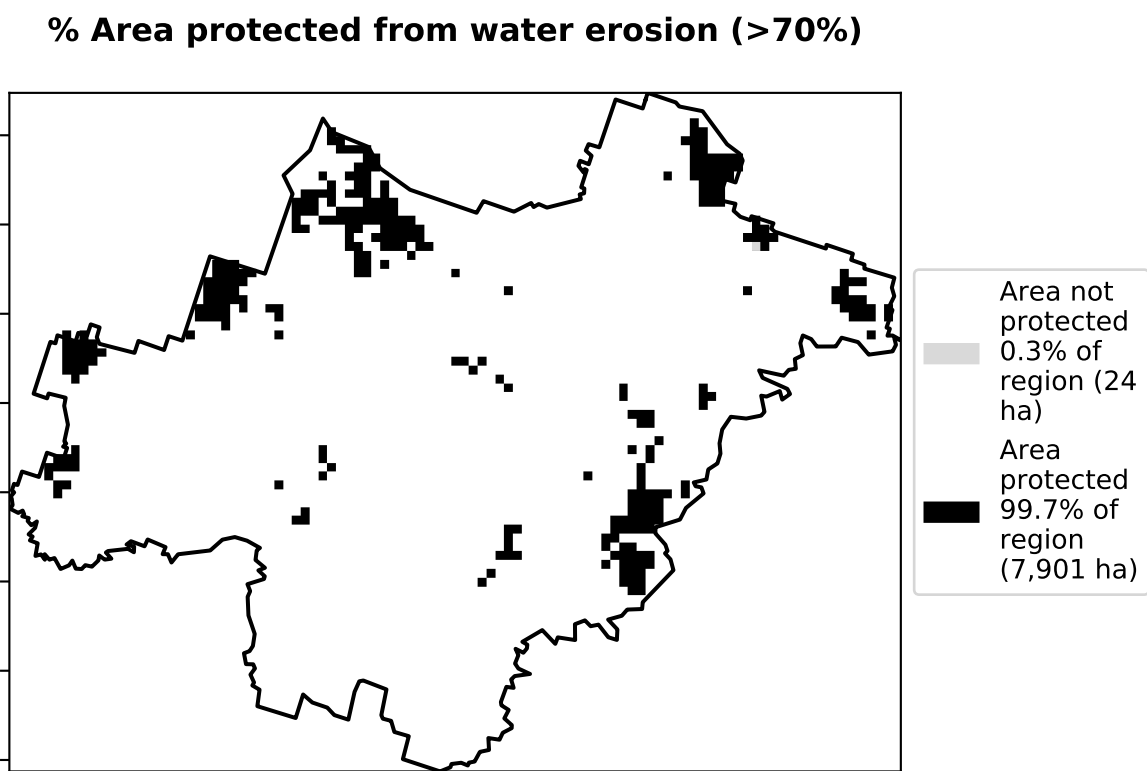 % Area protected from water erosion (>70%)
Area not
protected
0.3% of
region (24
ha)
Area
protected
99.7% of
region
(7,901 ha)